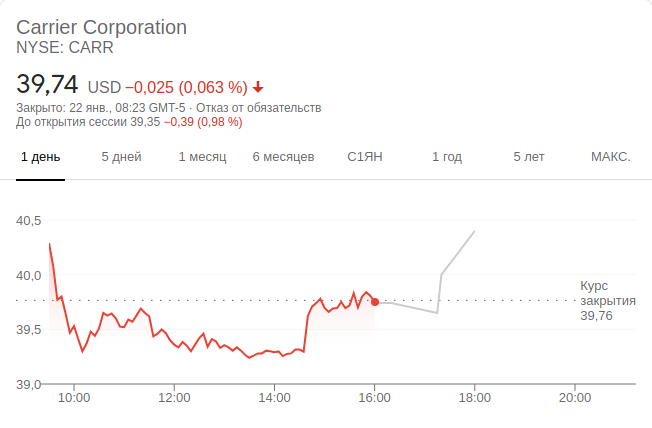 Carrier Corporation
NYSE: CARR
39,74 USD −0,025 (0,063 %)
Закрыто: 22 янв., 08:23 GMT-5 · Отказ от обязательств
До открытия сессии 39,35 −0,39 (0,98 %)
1 день 5 дней 1 месяц 6 месяцев С1ЯН 1 год 5 лет МАКС.
40,5
40,0
Курс
закрытия
39,76
39,5
39,0
10:00 12:00 14:00 16:00 18:00 20:00